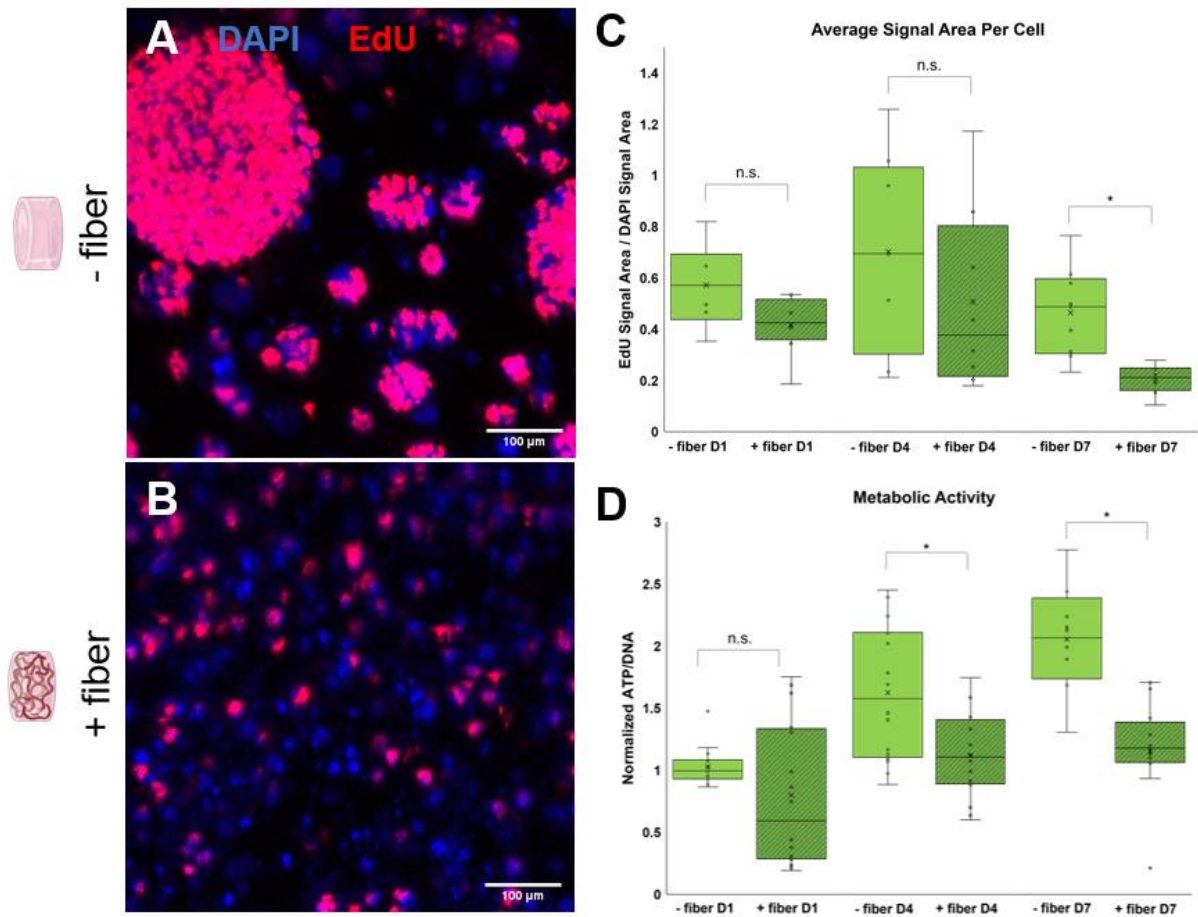 A DAPI EdU
- fiber
100 µm
B
+ fiber
100 µm
C
Average Signal Area Per Cell
EdU Signal Area / DAPI Signal Area
1.4
1.2
1
0.8
0.6
0.4
0.2
0
n.s.
n.s.
*
- fiber D1 + fiber D1 - fiber D4 + fiber D4 - fiber D7 + fiber D7
D
Metabolic Activity
Normalized ATP/DNA
3
2.5
2
1.5
1
0.5
0
n.s.
*
*
- fiber D1 + fiber D1 - fiber D4 + fiber D4 - fiber D7 + fiber D7